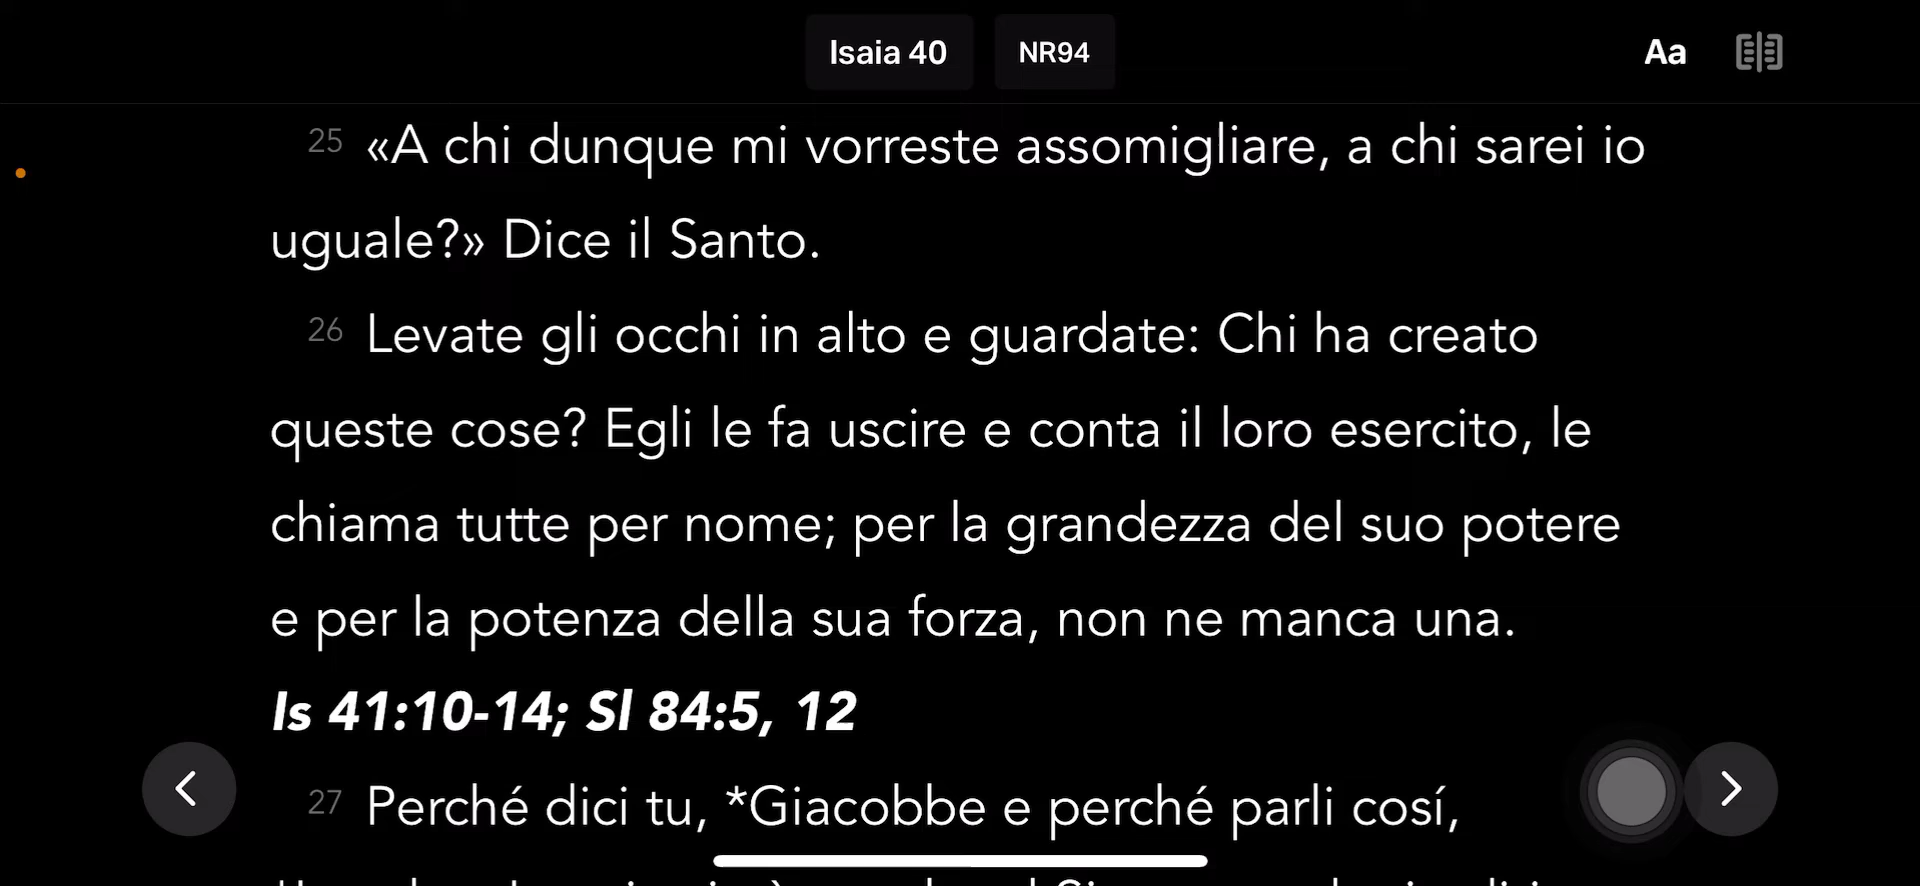 Isaia 40 NR94 Aa
25 «A chi dunque mi vorreste assomigliare, a chi sarei io
uguale?» Dice il Santo.
26 Levate gli occhi in alto e guardate: Chi ha creato
queste cose? Egli le fa uscire e conta il loro esercito, le
chiama tutte per nome; per la grandezza del suo potere
e per la potenza della sua forza, non ne manca una.
Is 41:10-14; Sl 84:5, 12
27 Perché dici tu, *Giacobbe e perché parli cosí,